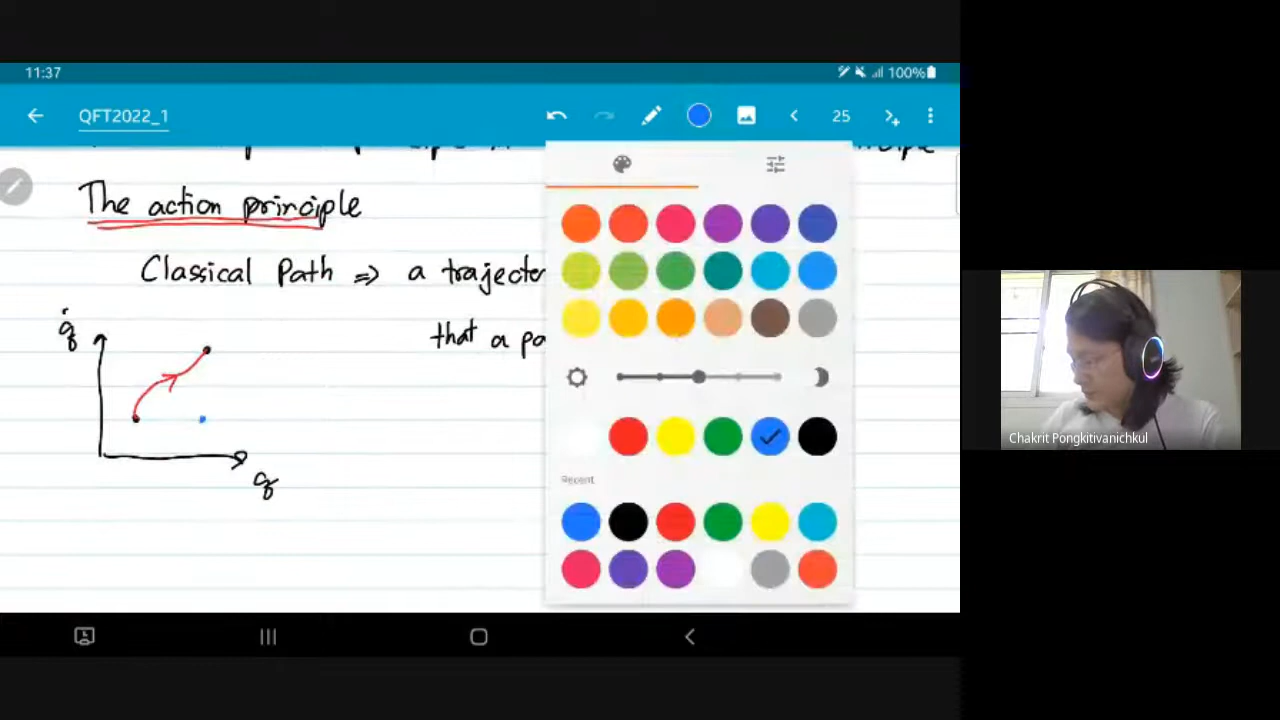 11:37
100%
QFT2022_1
25
The action principle
Classical Path => a trajector
that a pa
q̇
q
Recent
Chakrit Pongkitivanichkul